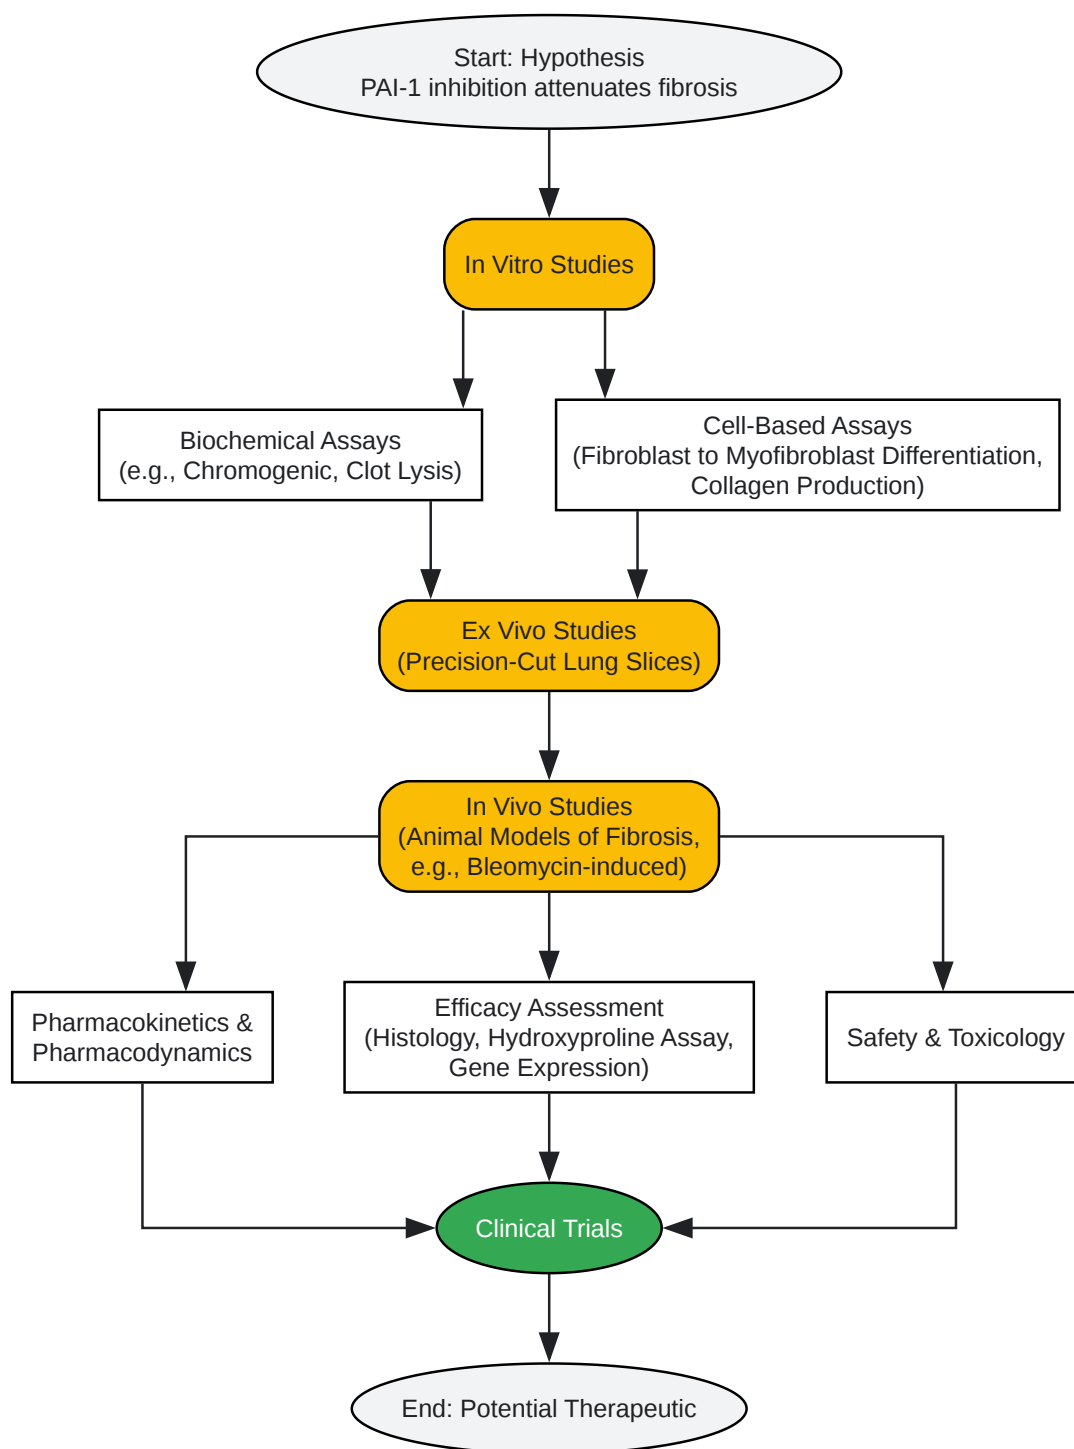 Start: Hypothesis
PAI-1 inhibition attenuates fibrosis
In Vitro Studies
Biochemical Assays
(e.g., Chromogenic, Clot Lysis)
Cell-Based Assays
(Fibroblast to Myofibroblast Differentiation,
Collagen Production)
Ex Vivo Studies
(Precision-Cut Lung Slices)
In Vivo Studies
(Animal Models of Fibrosis,
e.g., Bleomycin-induced)
Pharmacokinetics &
Pharmacodynamics
Efficacy Assessment
(Histology, Hydroxyproline Assay,
Gene Expression)
Safety & Toxicology
Clinical Trials
End: Potential Therapeutic